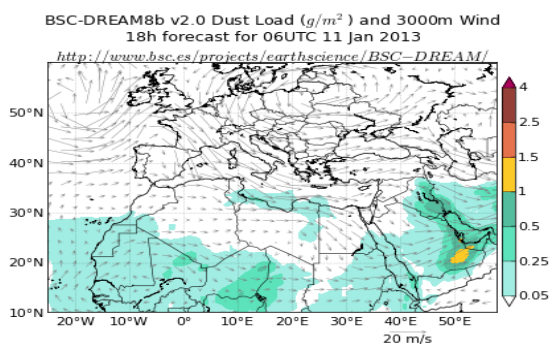 BSC-DREAM8b v2.0 Dust Load (g/m²) and 3000m Wind
18h forecast for 06UTC 11 Jan 2013
http://www.bsc.es/projects/earthscience/BSC−DREAM/
50°N
40°N
30°N
20°N
10°N
20°W 10°W 0° 10°E 20°E 30°E 40°E 50°E
4
2.5
1.5
1
0.5
0.25
0.05
20 m/s